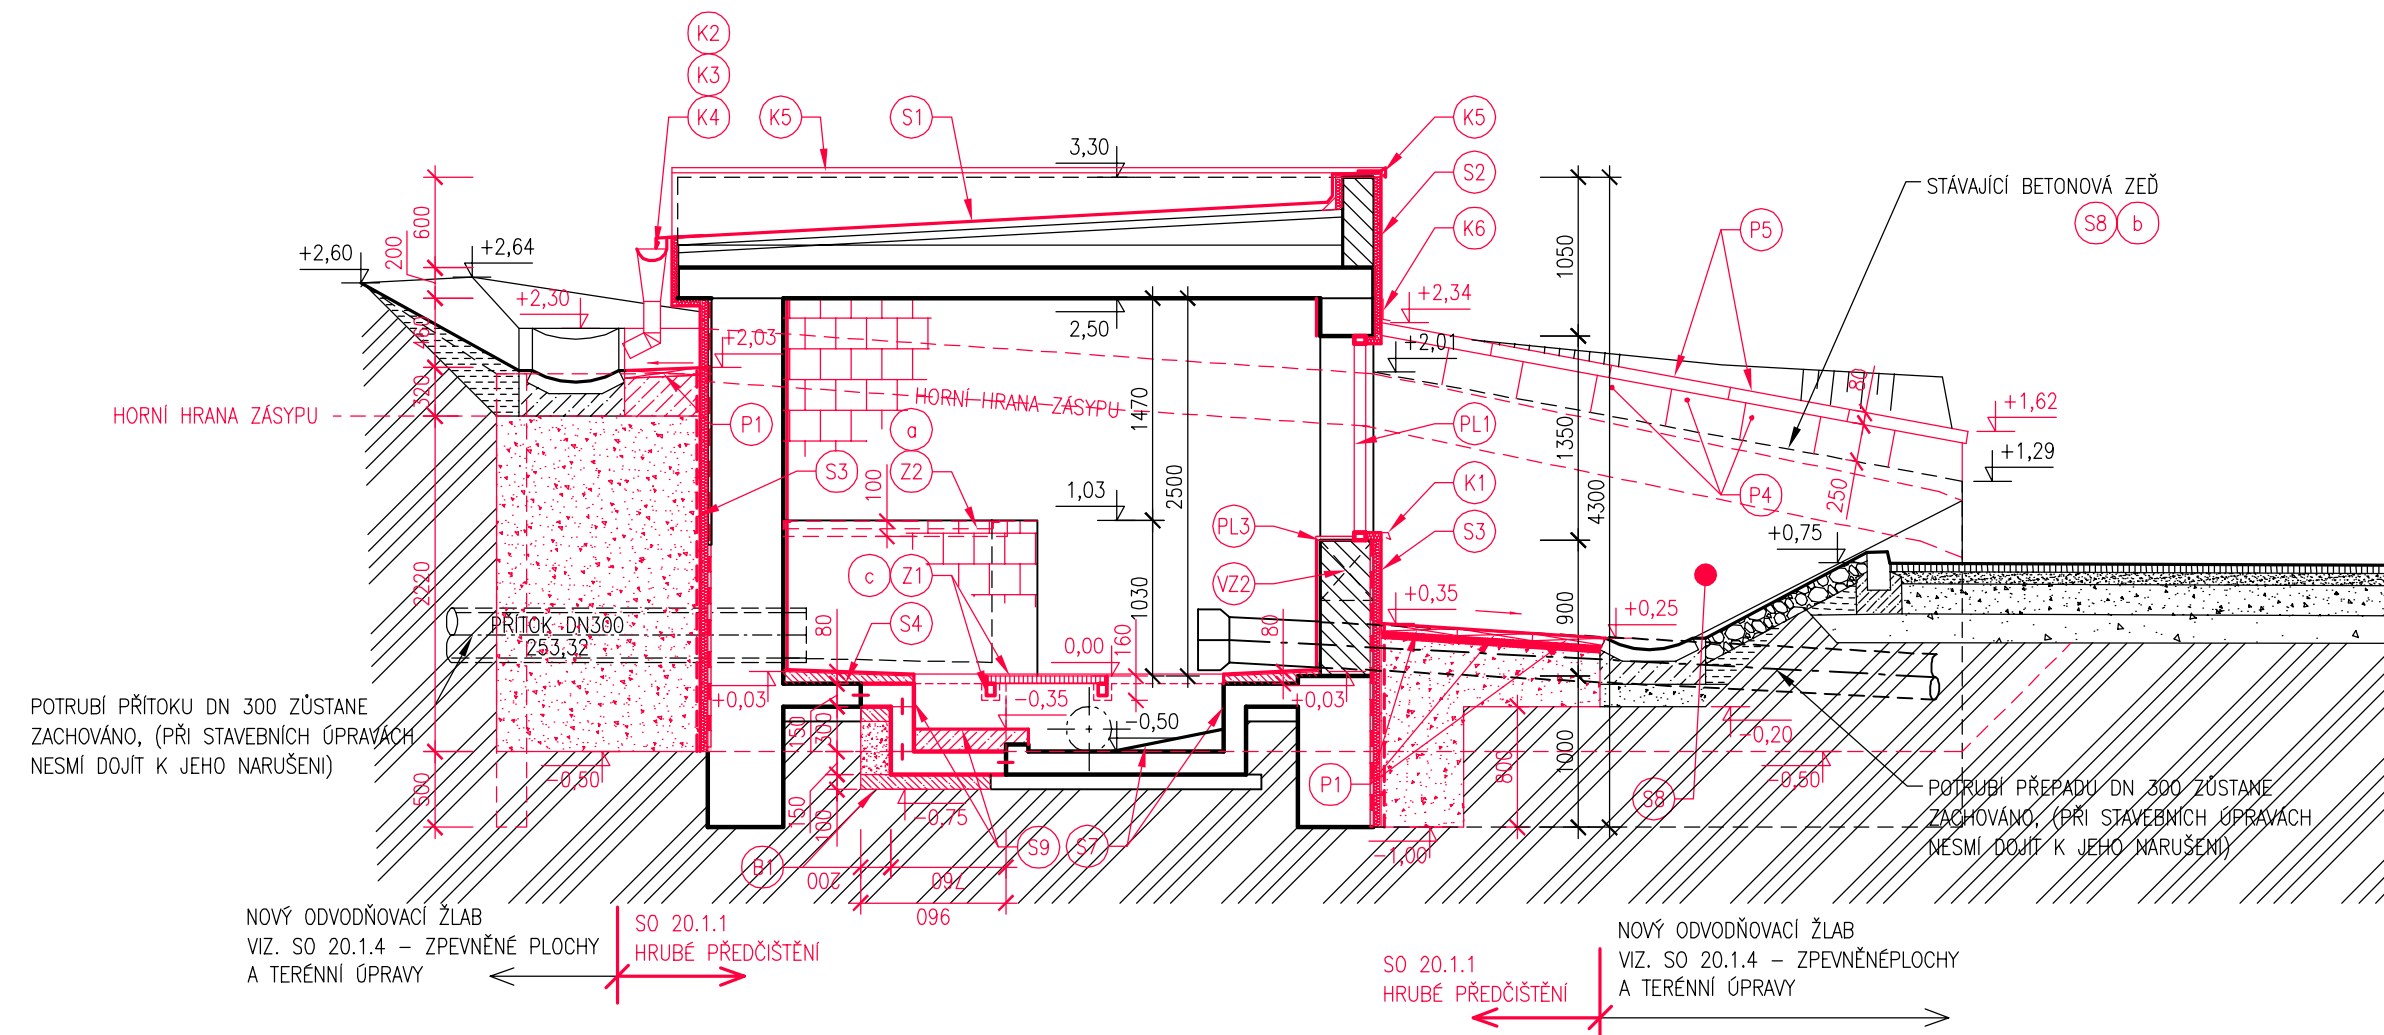 K2
K3
K4
K5
S1
K5
S2
K6
3,30
STÁVAJÍCÍ BETONOVÁ ZEĎ
S8 b
P5
+2,60
+2,64
600
200
+2,30
460
320
2220
500
+2,03
2,50
1050
+2,34
+2,01
1350
4300
900
1000
80
250
+1,62
+1,29
HORNÍ HRANA ZÁSYPU
HORNÍ HRANA ZÁSYPU
P1
S3
a
Z2
100
1470
2500
1,03
PL1
K1
S3
PL3
VZ2
P4
+0,75
c Z1
S4
80
1030
0,00
160
80
+0,35
+0,25
PŘÍTOK DN300
253,32
+0,03
-0,35
-0,50
+0,03
150
300
150
100
-0,50
-0,75
-0,20
-0,50
800
-1,00
P1
S8
B1
S9
S7
200
760
960
POTRUBÍ PŘÍTOKU DN 300 ZŮSTANE
ZACHOVÁNO, (PŘI STAVEBNÍCH ÚPRAVÁCH
NESMÍ DOJÍT K JEHO NARUŠENI)
POTRUBÍ PŘEPADU DN 300 ZŮSTANE
ZACHOVÁNO, (PŘI STAVEBNÍCH ÚPRAVÁCH
NESMÍ DOJÍT K JEHO NARUŠENI)
NOVÝ ODVODŇOVACÍ ŽLAB
VIZ. SO 20.1.4 – ZPEVNĚNÉ PLOCHY
A TERÉNNÍ ÚPRAVY
SO 20.1.1
HRUBÉ PŘEDČIŠTĚNÍ
SO 20.1.1
HRUBÉ PŘEDČIŠTĚNÍ
NOVÝ ODVODŇOVACÍ ŽLAB
VIZ. SO 20.1.4 – ZPEVNĚNÉPLOCHY
A TERÉNNÍ ÚPRAVY